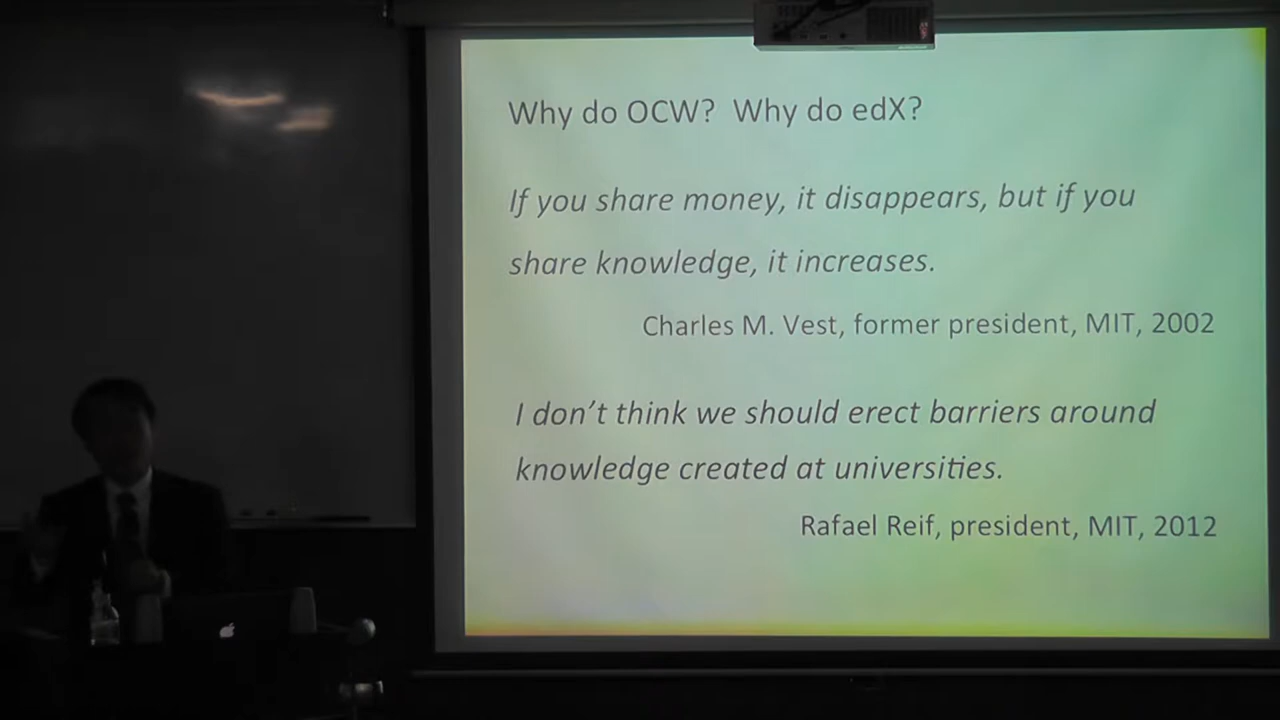 Why do OCW?  Why do edX?
If you share money, it disappears, but if you
share knowledge, it increases.
Charles M. Vest, former president, MIT, 2002
I don’t think we should erect barriers around
knowledge created at universities.
Rafael Reif, president, MIT, 2012